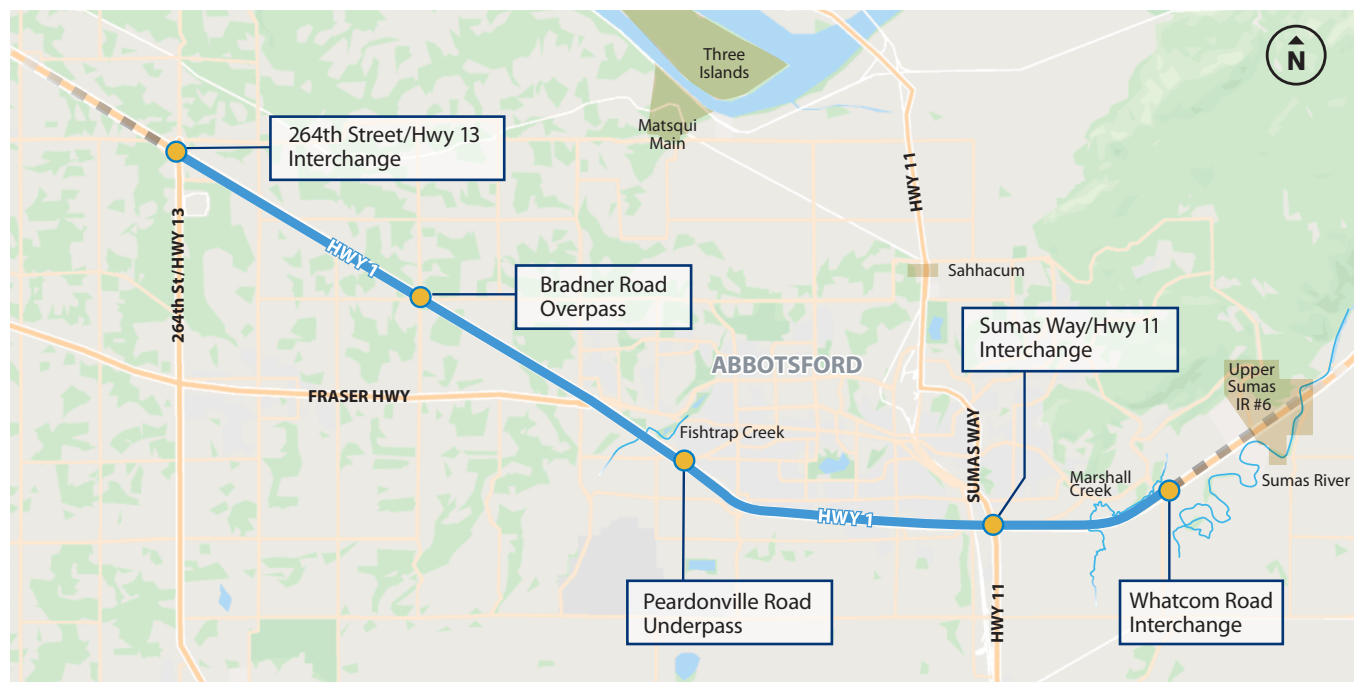 Three
Islands
N
264th Street/Hwy 13
Interchange
Matsqui
Main
HWY 11
264th St/HWY 13
HWY 1
Bradner Road
Overpass
Sahhacum
Sumas Way/Hwy 11
Interchange
ABBOTSFORD
Upper
Sumas
IR #6
FRASER HWY
Fishtrap Creek
SUMAS WAY
Marshall
Creek
Sumas River
HWY 1
Peardonville Road
Underpass
HWY 11
Whatcom Road
Interchange